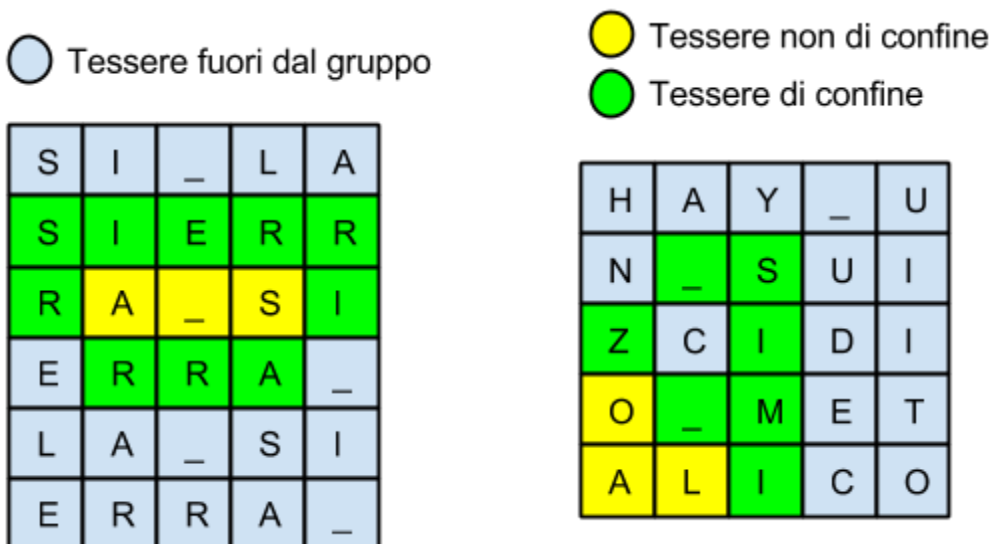 Tessere fuori dal gruppo
S I _ L A
S I E R R
R A _ S I
E R R A _
L A _ S I
E R R A _
Tessere non di confine
Tessere di confine
H A Y _ U
N _ S U I
Z C I D I
O _ M E T
A L I C O